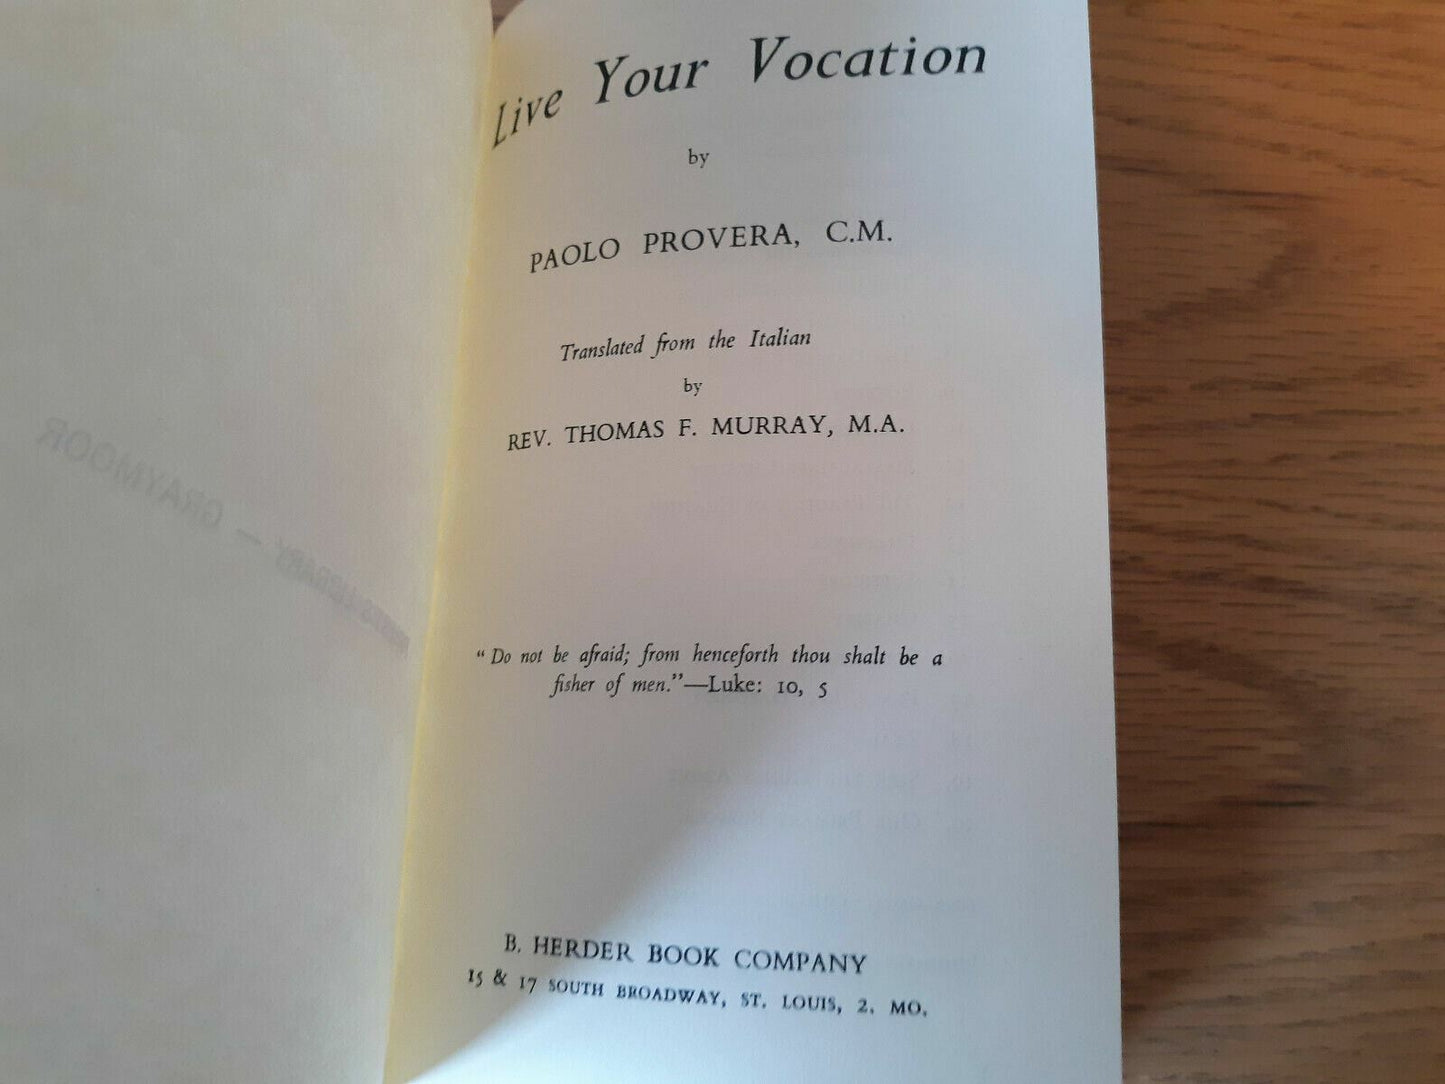 Live Your Vocation
by
PAOLO PROVERA, C.M.
Translated from the Italian
by
REV. THOMAS F. MURRAY, M.A.
“Do not be afraid; from henceforth thou shalt be a
fisher of men.”—Luke: 10, 5
B. HERDER BOOK COMPANY
15 & 17 SOUTH BROADWAY, ST. LOUIS, 2. MO.
LIBRARY — GRAYMOOR